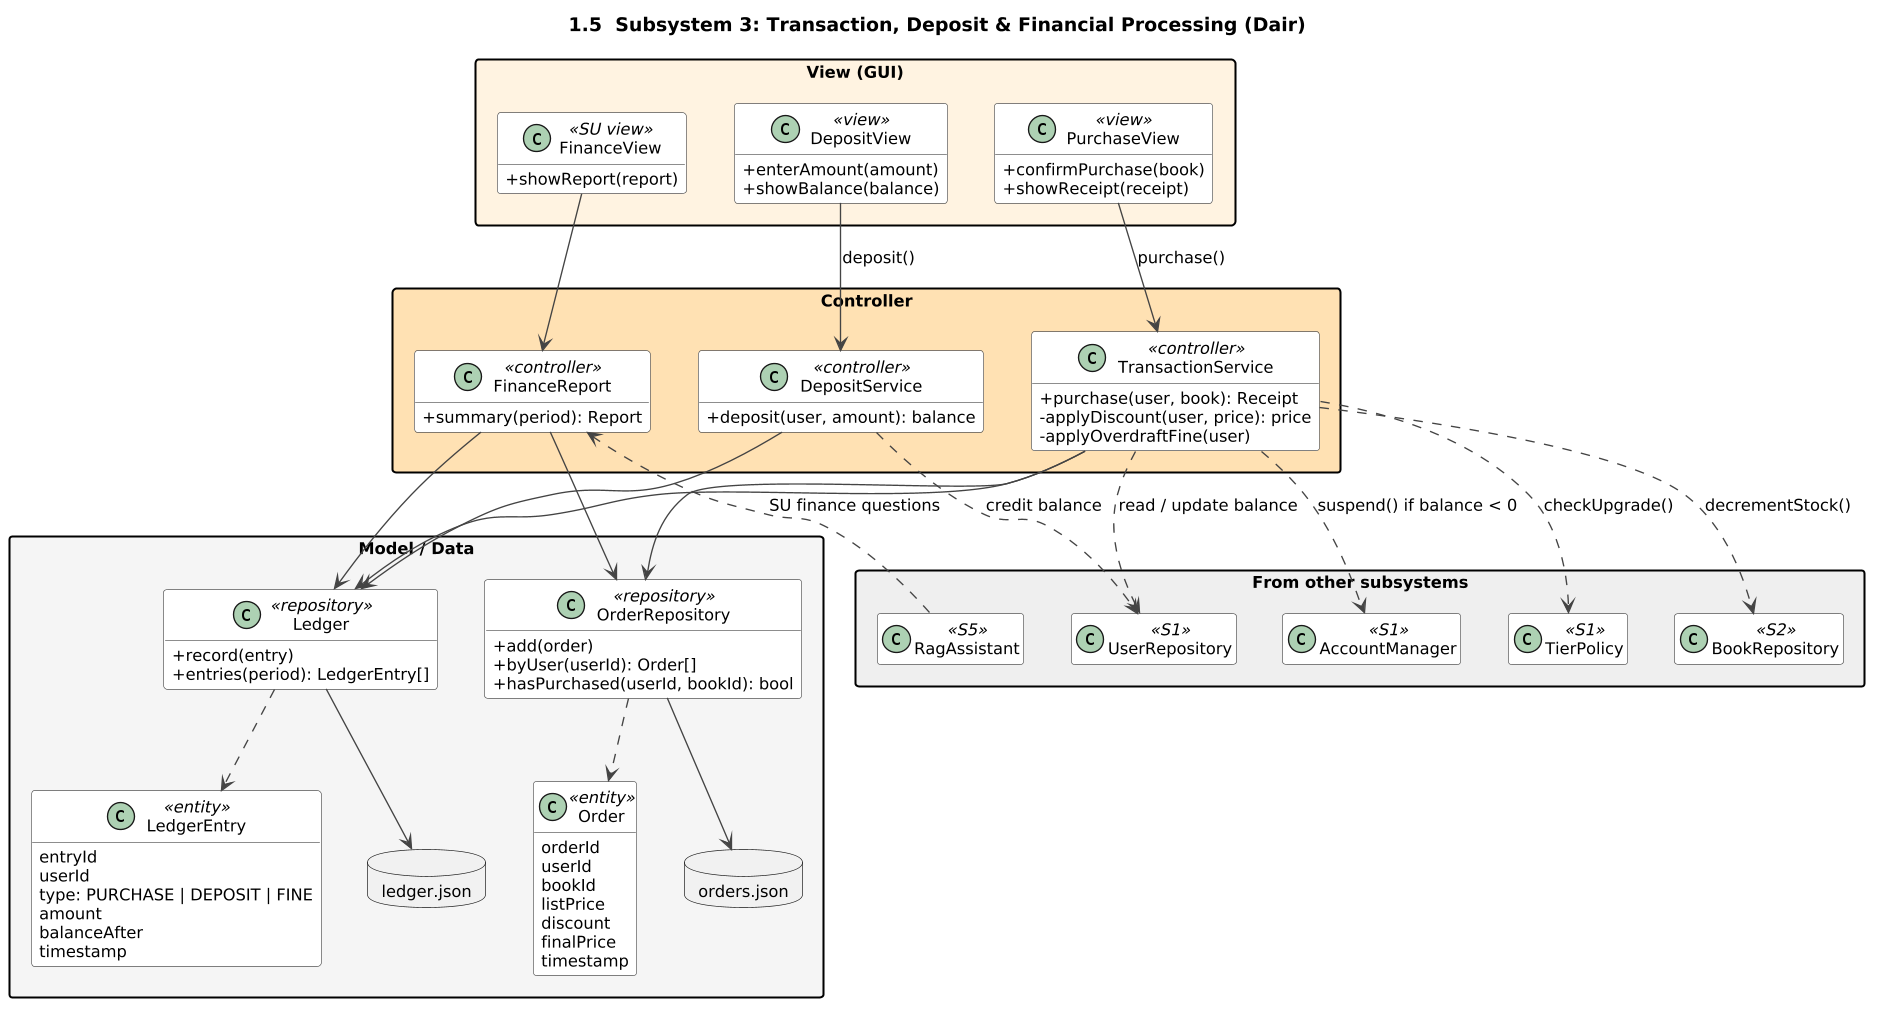 1.5  Subsystem 3: Transaction, Deposit & Financial Processing (Dair)
View (GUI)
C
«SU view»
FinanceView
+showReport(report)
C
«view»
DepositView
+enterAmount(amount)
+showBalance(balance)
C
«view»
PurchaseView
+confirmPurchase(book)
+showReceipt(receipt)
deposit()
purchase()
Controller
C
«controller»
FinanceReport
+summary(period): Report
C
«controller»
DepositService
+deposit(user, amount): balance
C
«controller»
TransactionService
+purchase(user, book): Receipt
-applyDiscount(user, price): price
-applyOverdraftFine(user)
SU finance questions
credit balance
read / update balance
suspend() if balance < 0
checkUpgrade()
decrementStock()
Model / Data
C
«repository»
Ledger
+record(entry)
+entries(period): LedgerEntry[]
C
«repository»
OrderRepository
+add(order)
+byUser(userId): Order[]
+hasPurchased(userId, bookId): bool
From other subsystems
C
«S5»
RagAssistant
C
«S1»
UserRepository
C
«S1»
AccountManager
C
«S1»
TierPolicy
C
«S2»
BookRepository
C
«entity»
LedgerEntry
entryId
userId
type: PURCHASE | DEPOSIT | FINE
amount
balanceAfter
timestamp
ledger.json
C
«entity»
Order
orderId
userId
bookId
listPrice
discount
finalPrice
timestamp
orders.json